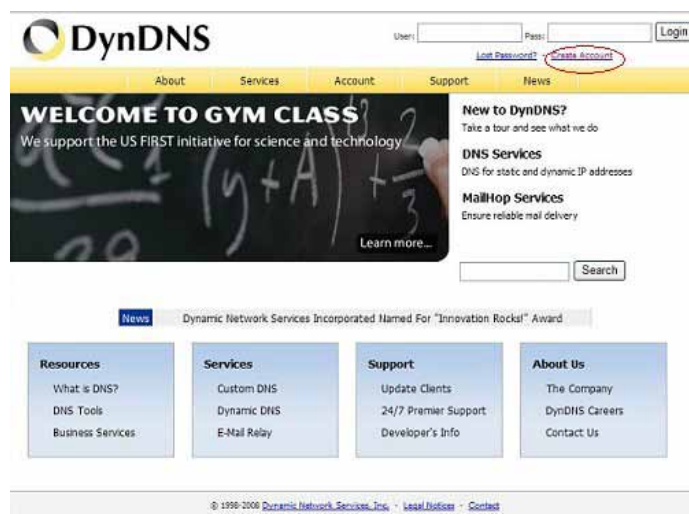 DynDNS
User: Pass: Login
Lost Password? - Create Account
About Services Account Support News
WELCOME TO GYM CLASS
We support the US FIRST initiative for science and technology
Learn more...
New to DynDNS?
Take a tour and see what we do
DNS Services
DNS for static and dynamic IP addresses
MailHop Services
Ensure reliable mail delivery
Search
News Dynamic Network Services Incorporated Named For "Innovation Rocks!" Award
Resources
What is DNS?
DNS Tools
Business Services
Services
Custom DNS
Dynamic DNS
E-Mail Relay
Support
Update Clients
24/7 Premier Support
Developer's Info
About Us
The Company
DynDNS Careers
Contact Us
© 1998-2008 Dynamic Network Services, Inc. - Legal Notices - Contact